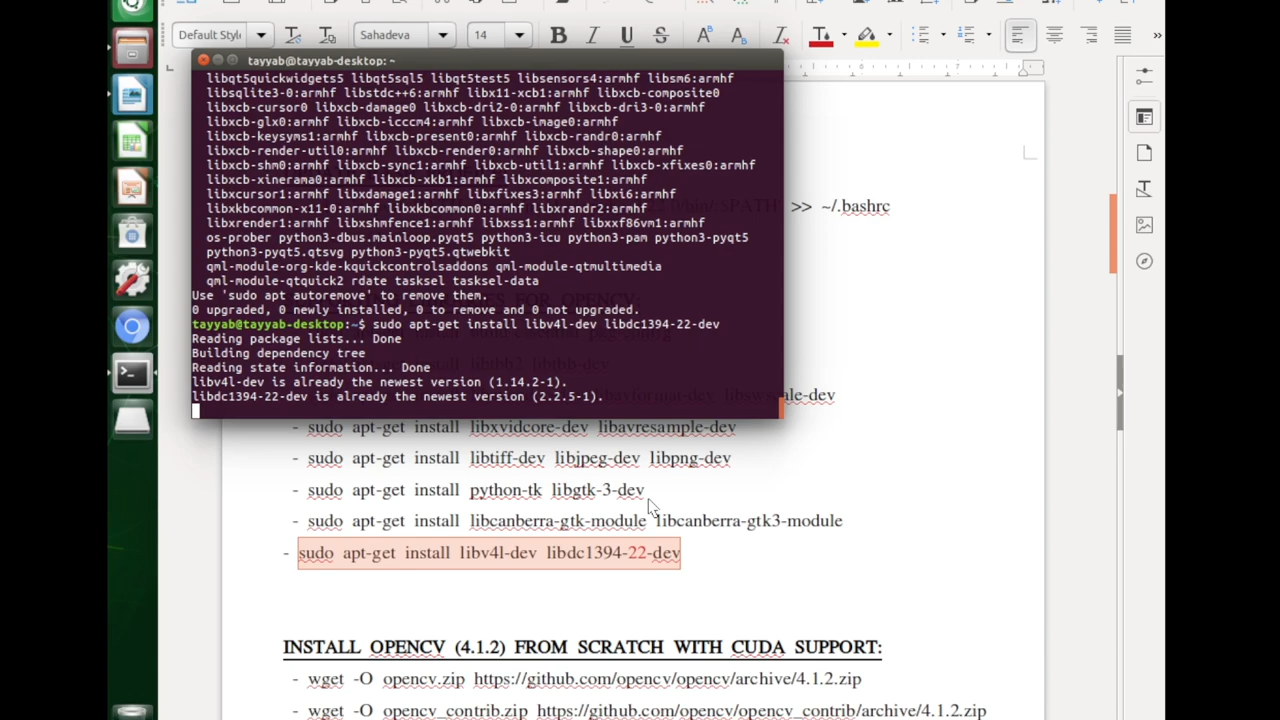 Default Style
Sahadeva
14
6
7
tayyab@tayyab-desktop: ~
libqt5quickwidgets5 libqt5sql5 libqt5test5 libsensors4:armhf libsm6:armhf
libsqlite3-0:armhf libstdc++6:armhf libx11-xcb1:armhf libxcb-composite0
libxcb-cursor0 libxcb-damage0 libxcb-dri2-0:armhf libxcb-dri3-0:armhf
libxcb-glx0:armhf libxcb-icccm4:armhf libxcb-image0:armhf
libxcb-keysyms1:armhf libxcb-present0:armhf libxcb-randr0:armhf
libxcb-render-util0:armhf libxcb-render0:armhf libxcb-shape0:armhf
libxcb-shm0:armhf libxcb-sync1:armhf libxcb-util1:armhf libxcb-xfixes0:armhf
libxcb-xinerama0:armhf libxcb-xkb1:armhf libxcomposite1:armhf
libxcursor1:armhf libxdamage1:armhf libxfixes3:armhf libxi6:armhf
libxkbcommon-x11-0:armhf libxkbcommon0:armhf libxrandr2:armhf
libxrender1:armhf libxshmfence1:armhf libxss1:armhf libxxf86vm1:armhf
os-prober python3-dbus.mainloop.pyqt5 python3-icu python3-pam python3-pyqt5
python3-pyqt5.qtsvg python3-pyqt5.qtwebkit
qml-module-org-kde-kquickcontrolsaddons qml-module-qtmultimedia
qml-module-qtquick2 rdate tasksel tasksel-data
Use 'sudo apt autoremove' to remove them.
0 upgraded, 0 newly installed, 0 to remove and 0 not upgraded.
tayyab@tayyab-desktop:~$ sudo apt-get install libv4l-dev libdc1394-22-dev
Reading package lists... Done
Building dependency tree
Reading state information... Done
libv4l-dev is already the newest version (1.14.2-1).
libdc1394-22-dev is already the newest version (2.2.5-1).
>> ~/.bashrc
libavformat-dev libswscale-dev
- sudo apt-get install libxvidcore-dev libavresample-dev
- sudo apt-get install libtiff-dev libjpeg-dev libpng-dev
- sudo apt-get install python-tk libgtk-3-dev
- sudo apt-get install libcanberra-gtk-module libcanberra-gtk3-module
- sudo apt-get install libv4l-dev libdc1394-22-dev
INSTALL OPENCV (4.1.2) FROM SCRATCH WITH CUDA SUPPORT:
- wget -O opencv.zip https://github.com/opencv/opencv/archive/4.1.2.zip
- wget -O opencv_contrib.zip https://github.com/opencv/opencv_contrib/archive/4.1.2.zip